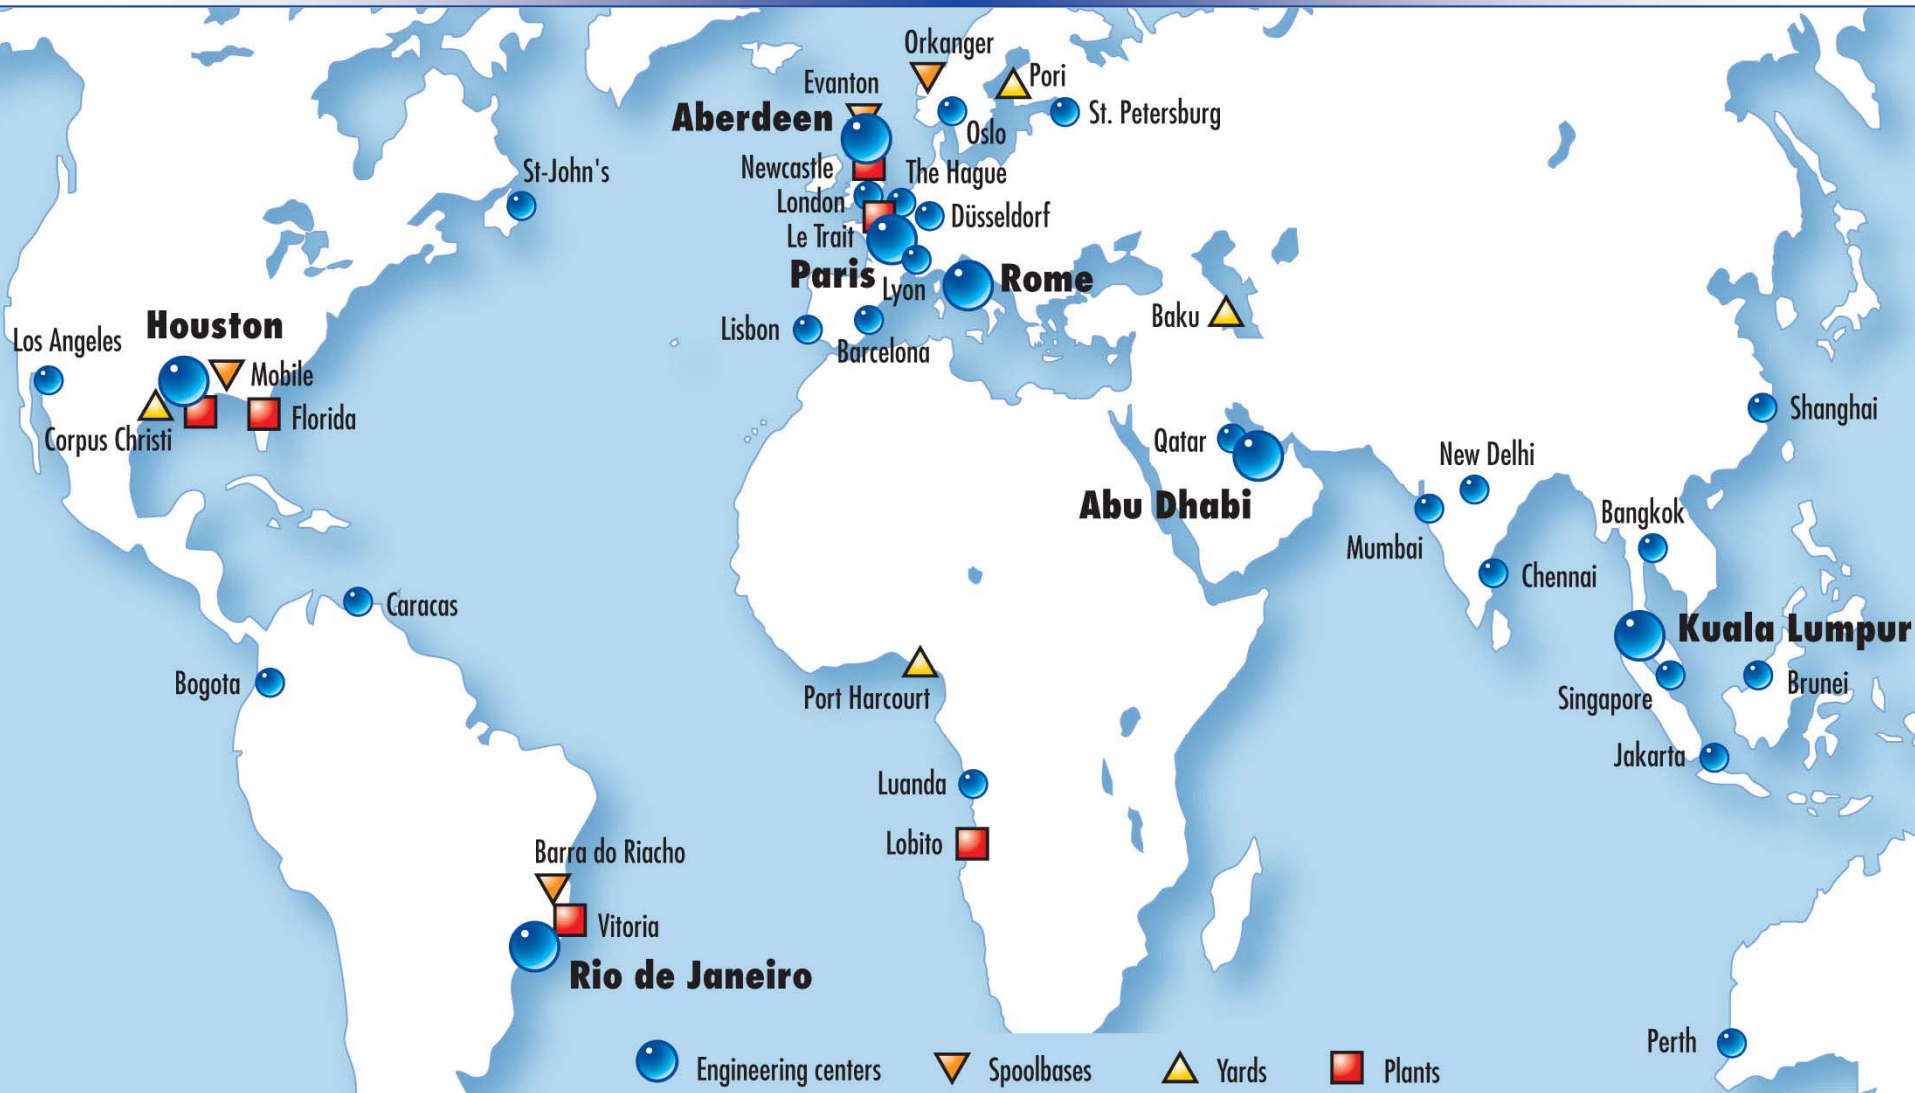 Orkanger
Pori
Evanton
Aberdeen
St. Petersburg
Oslo
Newcastle
The Hague
St-John's
London
Düsseldorf
Le Trait
Paris
Lyon
Rome
Houston
Baku
Lisbon
Los Angeles
Barcelona
Mobile
Florida
Shanghai
Corpus Christi
Qatar
New Delhi
Abu Dhabi
Bangkok
Mumbai
Chennai
Caracas
Kuala Lumpur
Bogota
Port Harcourt
Singapore
Brunei
Jakarta
Luanda
Lobito
Barra do Riacho
Vitoria
Rio de Janeiro
Perth
Engineering centers
Spoolbases
Yards
Plants